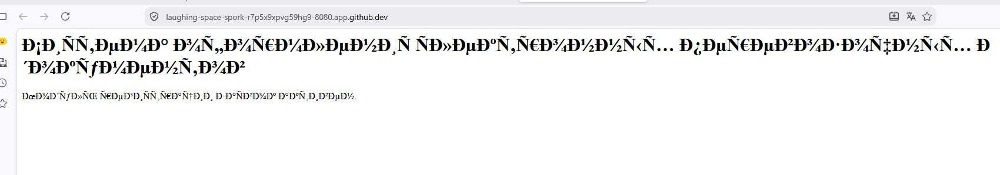 laughing-space-spork-r7p5x9xpvg59hg9-8080.app.github.dev
Ð¡Ð¸ÑÑ‚ÐµÐ¼Ð° Ð¾Ñ„Ð¾Ñ€Ð¼Ð»ÐµÐ½Ð¸Ñ ÑÐ»ÐµÐºÑ‚Ñ€Ð¾Ð½Ð½Ñ‹Ñ… Ð¿ÐµÑ€ÐµÐ²Ð¾Ð·Ð¾Ñ‡Ð½Ñ‹Ñ… Ð
´Ð¾ÐºÑƒÐ¼ÐµÐ½Ñ‚Ð¾Ð²
ÐœÐ¾Ð´ÑƒÐ»ÑŒ Ñ€ÐµÐ³Ð¸ÑÑ‚Ñ€Ð°Ñ†Ð¸Ð¸ Ð·Ð°ÑÐ²Ð¾Ðº Ð°ÐºÑ‚Ð¸Ð²ÐµÐ½.